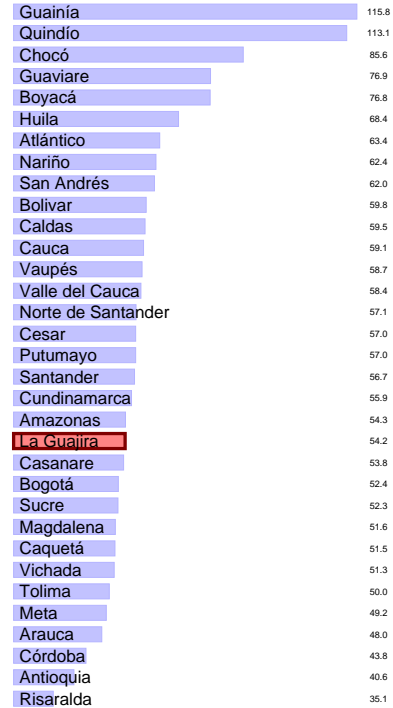 Guainía 115.8
Quindío 113.1
Chocó 85.6
Guaviare 76.9
Boyacá 76.8
Huila 68.4
Atlántico 63.4
Nariño 62.4
San Andrés 62.0
Bolivar 59.8
Caldas 59.5
Cauca 59.1
Vaupés 58.7
Valle del Cauca 58.4
Norte de Santander 57.1
Cesar 57.0
Putumayo 57.0
Santander 56.7
Cundinamarca 55.9
Amazonas 54.3
La Guajira 54.2
Casanare 53.8
Bogotá 52.4
Sucre 52.3
Magdalena 51.6
Caquetá 51.5
Vichada 51.3
Tolima 50.0
Meta 49.2
Arauca 48.0
Córdoba 43.8
Antioquia 40.6
Risaralda 35.1